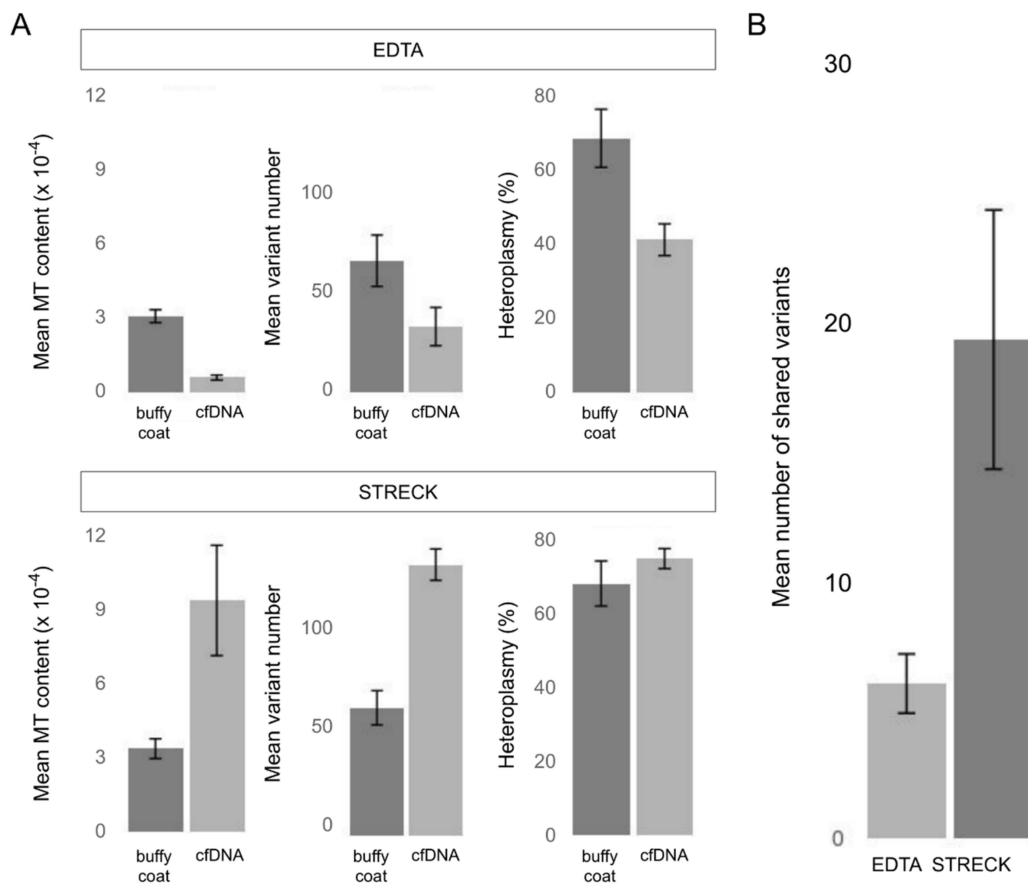 A
B
EDTA
Mean MT content (x 10-4)
12
9
6
3
0
buffy
coat
cfDNA
Mean variant number
100
50
0
buffy
coat
cfDNA
Heteroplasmy (%)
80
60
40
20
0
buffy
coat
cfDNA
STRECK
Mean MT content (x 10-4)
12
9
6
3
0
buffy
coat
cfDNA
Mean variant number
100
50
0
buffy
coat
cfDNA
Heteroplasmy (%)
80
60
40
20
0
buffy
coat
cfDNA
Mean number of shared variants
30
20
10
0
EDTA STRECK